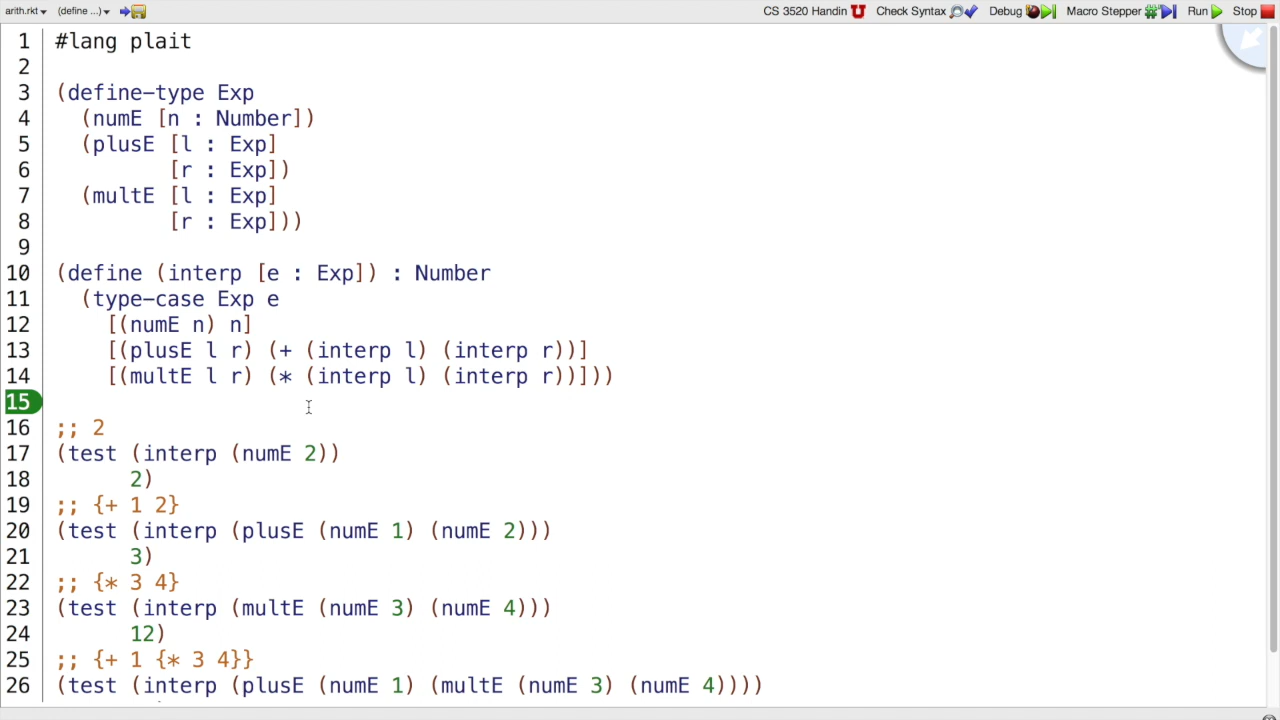 arith.rkt (define ...) CS 3520 Handin Check Syntax Debug Macro Stepper Run Stop
1 #lang plait
2
3 (define-type Exp
4   (numE [n : Number])
5   (plusE [l : Exp]
6          [r : Exp])
7   (multE [l : Exp]
8          [r : Exp]))
9
10 (define (interp [e : Exp]) : Number
11   (type-case Exp e
12     [(numE n) n]
13     [(plusE l r) (+ (interp l) (interp r))]
14     [(multE l r) (* (interp l) (interp r))]))
15
16 ;; 2
17 (test (interp (numE 2))
18       2)
19 ;; {+ 1 2}
20 (test (interp (plusE (numE 1) (numE 2)))
21       3)
22 ;; {* 3 4}
23 (test (interp (multE (numE 3) (numE 4)))
24       12)
25 ;; {+ 1 {* 3 4}}
26 (test (interp (plusE (numE 1) (multE (numE 3) (numE 4))))